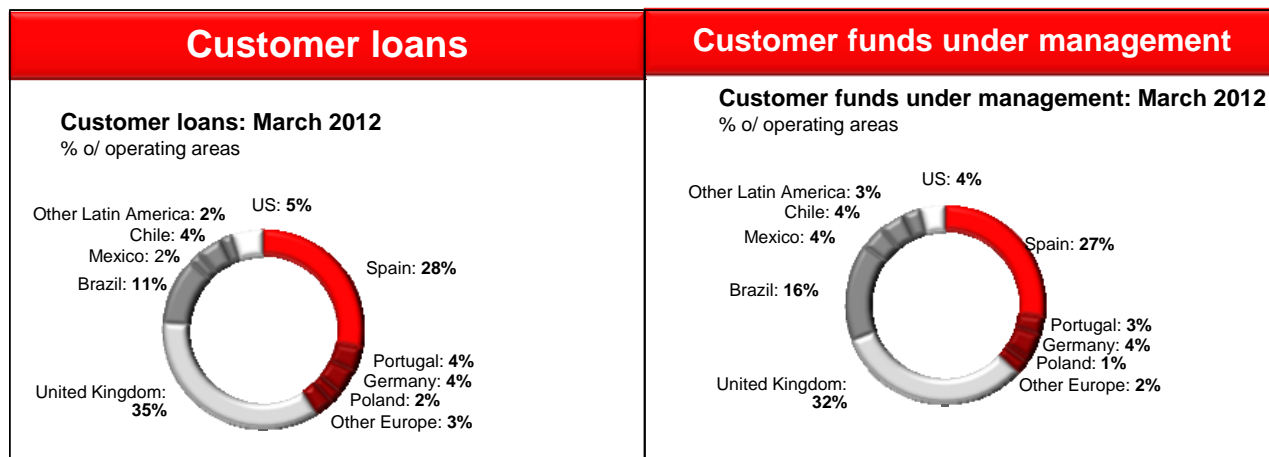 Customer loans
Customer loans: March 2012
% o/ operating areas
US: 5%
Other Latin America: 2%
Chile: 4%
Mexico: 2%
Brazil: 11%
Spain: 28%
Portugal: 4%
Germany: 4%
Poland: 2%
Other Europe: 3%
United Kingdom:
35%
Customer funds under management
Customer funds under management: March 2012
% o/ operating areas
US: 4%
Other Latin America: 3%
Chile: 4%
Mexico: 4%
Brazil: 16%
Spain: 27%
Portugal: 3%
Germany: 4%
Poland: 1%
Other Europe: 2%
United Kingdom:
32%